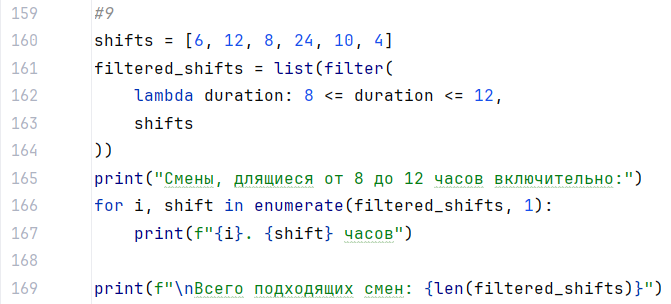 159 #9
160 shifts = [6, 12, 8, 24, 10, 4]
161 filtered_shifts = list(filter(
162     lambda duration: 8 <= duration <= 12,
163     shifts
164 ))
165 print("Смены, длящиеся от 8 до 12 часов включительно:")
166 for i, shift in enumerate(filtered_shifts, 1):
167     print(f"{i}. {shift} часов")
168
169 print(f"\nВсего подходящих смен: {len(filtered_shifts)}")